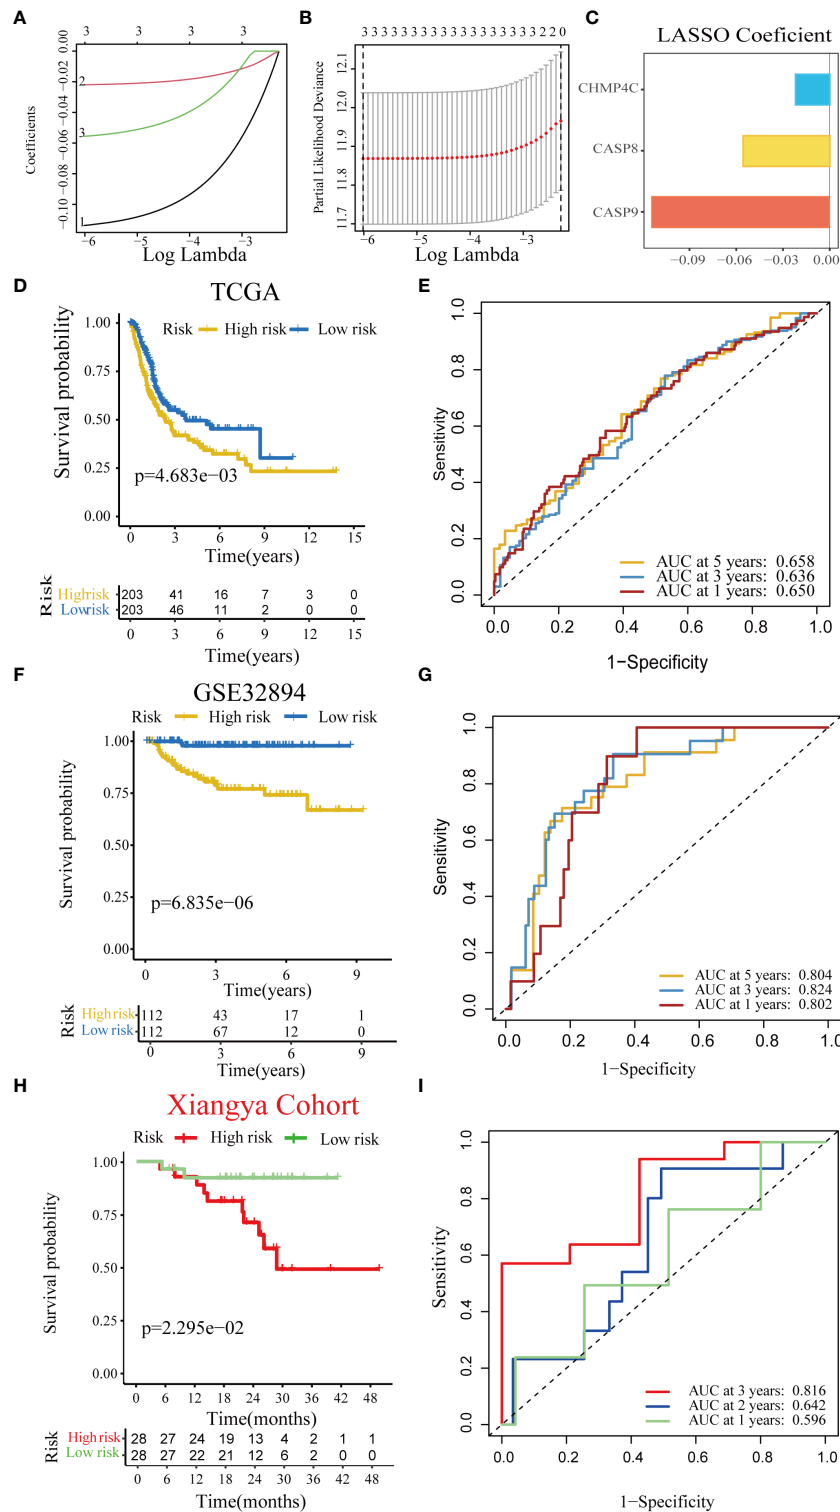 A
3 3 3 3
0.00
−0.02
−0.04
−0.06
−0.08
−0.10
Coefficients
2
3
1
−6 −5 −4 −3
Log Lambda
B
3 3 3 3 3 3 3 3 3 3 3 3 3 3 3 3 3 2 2 0
12.1
12.0
11.9
11.8
11.7
Partial Likelihood Deviance
−6 −5 −4 −3
Log Lambda
C
LASSO Coeficient
CHMP4C
CASP8
CASP9
−0.09 −0.06 −0.03 0.00
D
TCGA
Risk High risk Low risk
Survival probability
1.00
0.75
0.50
0.25
0.00
p=4.683e−03
0 3 6 9 12 15
Time(years)
Risk
High risk 203 41 16 7 3 0
Low risk 203 46 11 2 0 0
0 3 6 9 12 15
Time(years)
E
Sensitivity
1.0
0.8
0.6
0.4
0.2
0.0
AUC at 5 years: 0.658
AUC at 3 years: 0.636
AUC at 1 years: 0.650
0.0 0.2 0.4 0.6 0.8 1.0
1−Specificity
F
GSE32894
Risk High risk Low risk
Survival probability
1.00
0.75
0.50
0.25
0.00
p=6.835e−06
0 3 6 9
Time(years)
Risk
High risk 112 43 17 1
Low risk 112 67 12 0
0 3 6 9
Time(years)
G
Sensitivity
1.0
0.8
0.6
0.4
0.2
0.0
AUC at 5 years: 0.804
AUC at 3 years: 0.824
AUC at 1 years: 0.802
0.0 0.2 0.4 0.6 0.8 1.0
1−Specificity
H
Xiangya Cohort
Risk High risk Low risk
Survival probability
1.00
0.75
0.50
0.25
0.00
p=2.295e−02
0 6 12 18 24 30 36 42 48
Time(months)
Risk
High risk 28 27 24 19 13 4 2 1 1
Low risk 28 27 22 21 12 6 2 0 0
0 6 12 18 24 30 36 42 48
Time(months)
I
Sensitivity
1.0
0.8
0.6
0.4
0.2
0.0
AUC at 3 years: 0.816
AUC at 2 years: 0.642
AUC at 1 years: 0.596
0.0 0.2 0.4 0.6 0.8 1.0
1−Specificity